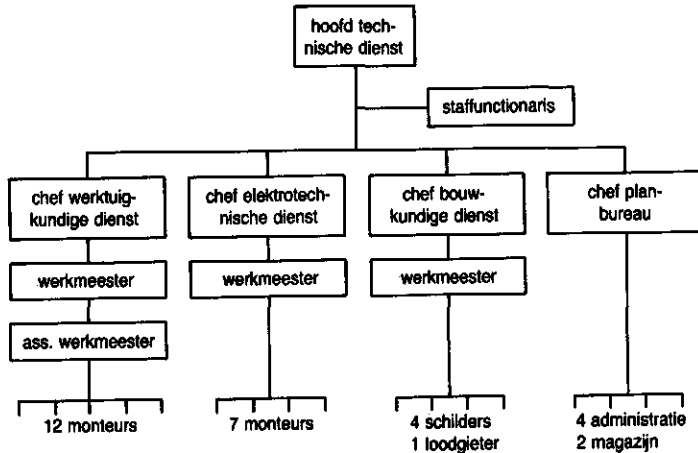 hoofd tech-
nische dienst
staffunctionaris
chef werktuig-
kundige dienst
chef elektrotech-
nische dienst
chef bouw-
kundige dienst
chef plan-
bureau
werkmeester
werkmeester
werkmeester
ass. werkmeester
12 monteurs
7 monteurs
4 schilders
1 loodgieter
4 administratie
2 magazijn